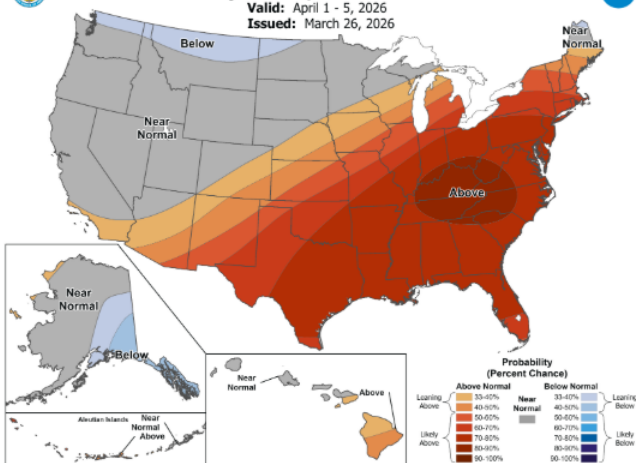 Valid: April 1 - 5, 2026
Issued: March 26, 2026
Below
Near
Normal
Near
Normal
Above
Near
Normal
Below
Aleutian Islands
Near
Normal
Above
Near
Normal
Above
Probability
(Percent Chance)
Above Normal
Below Normal
Leaning
Above
33-40%
40-50%
50-60%
60-70%
70-80%
80-90%
90-100%
Likely
Above
Near
Normal
33-40%
40-50%
50-60%
60-70%
70-80%
80-90%
90-100%
Leaning
Below
Likely
Below